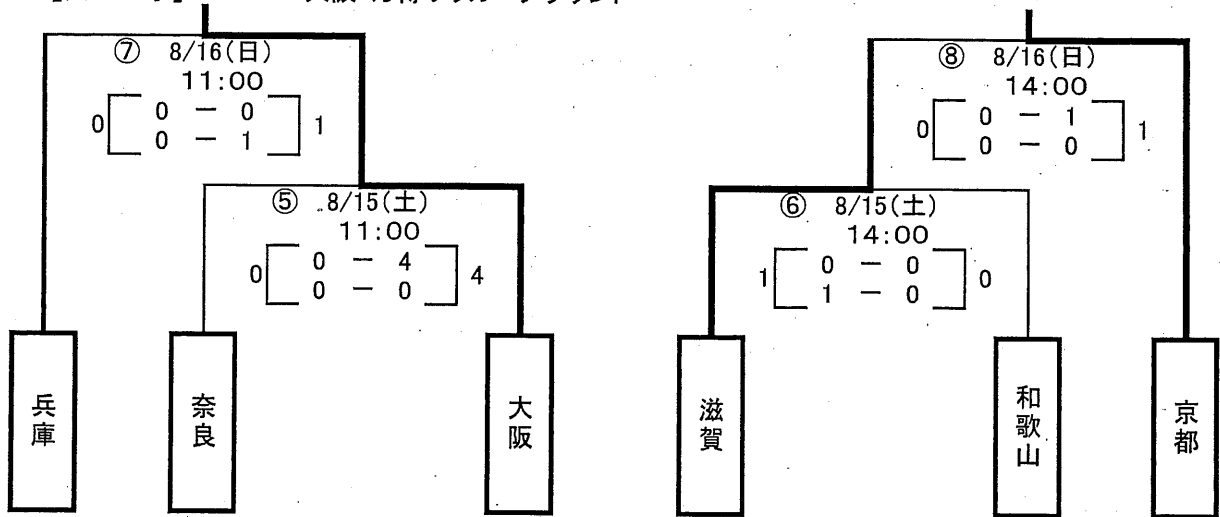 ⑦ 8/16(日)
11:00
0 0 - 0 1
0 - 1
⑧ 8/16(日)
14:00
0 0 - 1 1
0 - 0
⑤ 8/15(土)
11:00
0 0 - 4 4
0 - 0
⑥ 8/15(土)
14:00
1 0 - 0 0
1 - 0
兵庫
奈良
大阪
滋賀
和歌山
京都